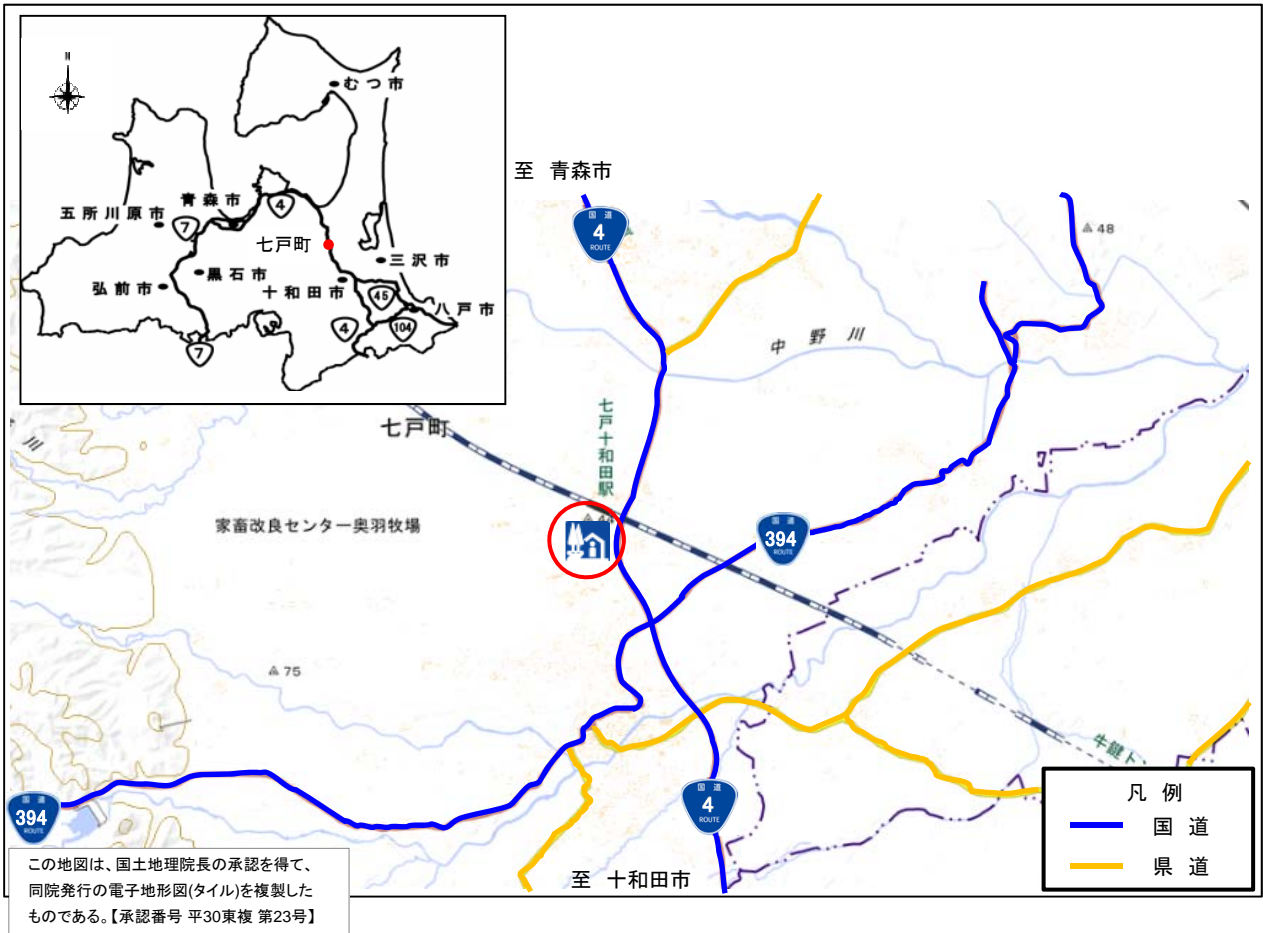 N
むつ市
青森市
4
五所川原市
7
七戸町
三沢市
黒石市
弘前市
十和田市
45
八戸市
4
104
7
至 青森市
国道
4
ROUTE
48
中野川
七戸十和田駅
七戸町
川
家畜改良センター奥羽牧場
国道
394
ROUTE
75
牛鍵ト
国道
4
ROUTE
国道
394
ROUTE
至 十和田市
凡 例
国 道
県 道
この地図は、国土地理院長の承認を得て、
同院発行の電子地形図(タイル)を複製した
ものである。【承認番号 平30東複 第23号】